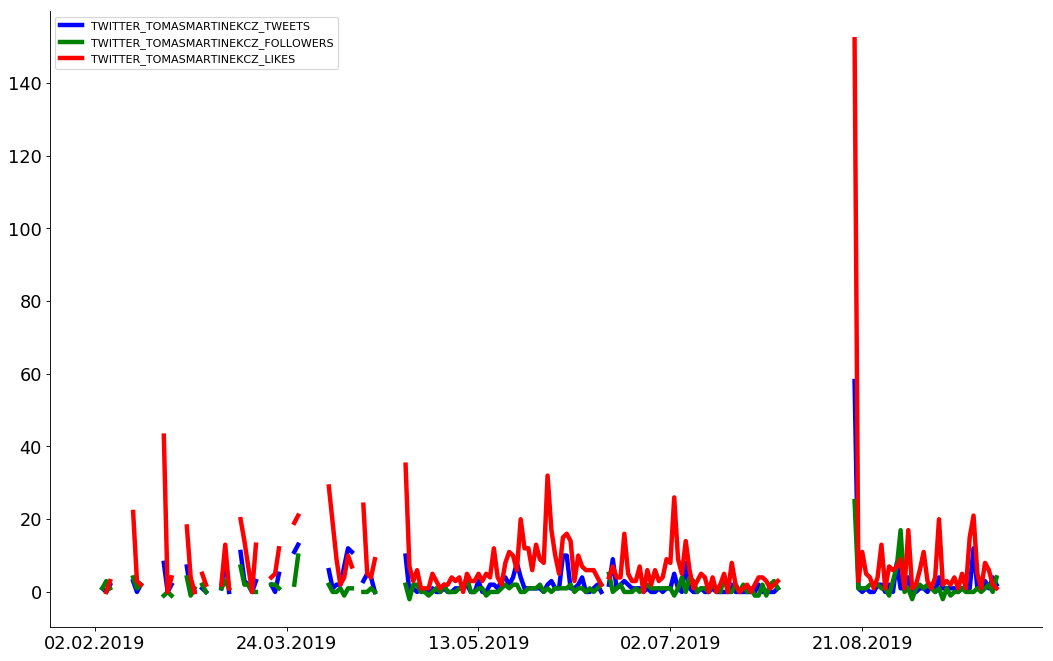 TWITTER_TOMASMARTINEKCZ_TWEETS
TWITTER_TOMASMARTINEKCZ_FOLLOWERS
TWITTER_TOMASMARTINEKCZ_LIKES
140
120
100
80
60
40
20
0
02.02.2019 24.03.2019 13.05.2019 02.07.2019 21.08.2019